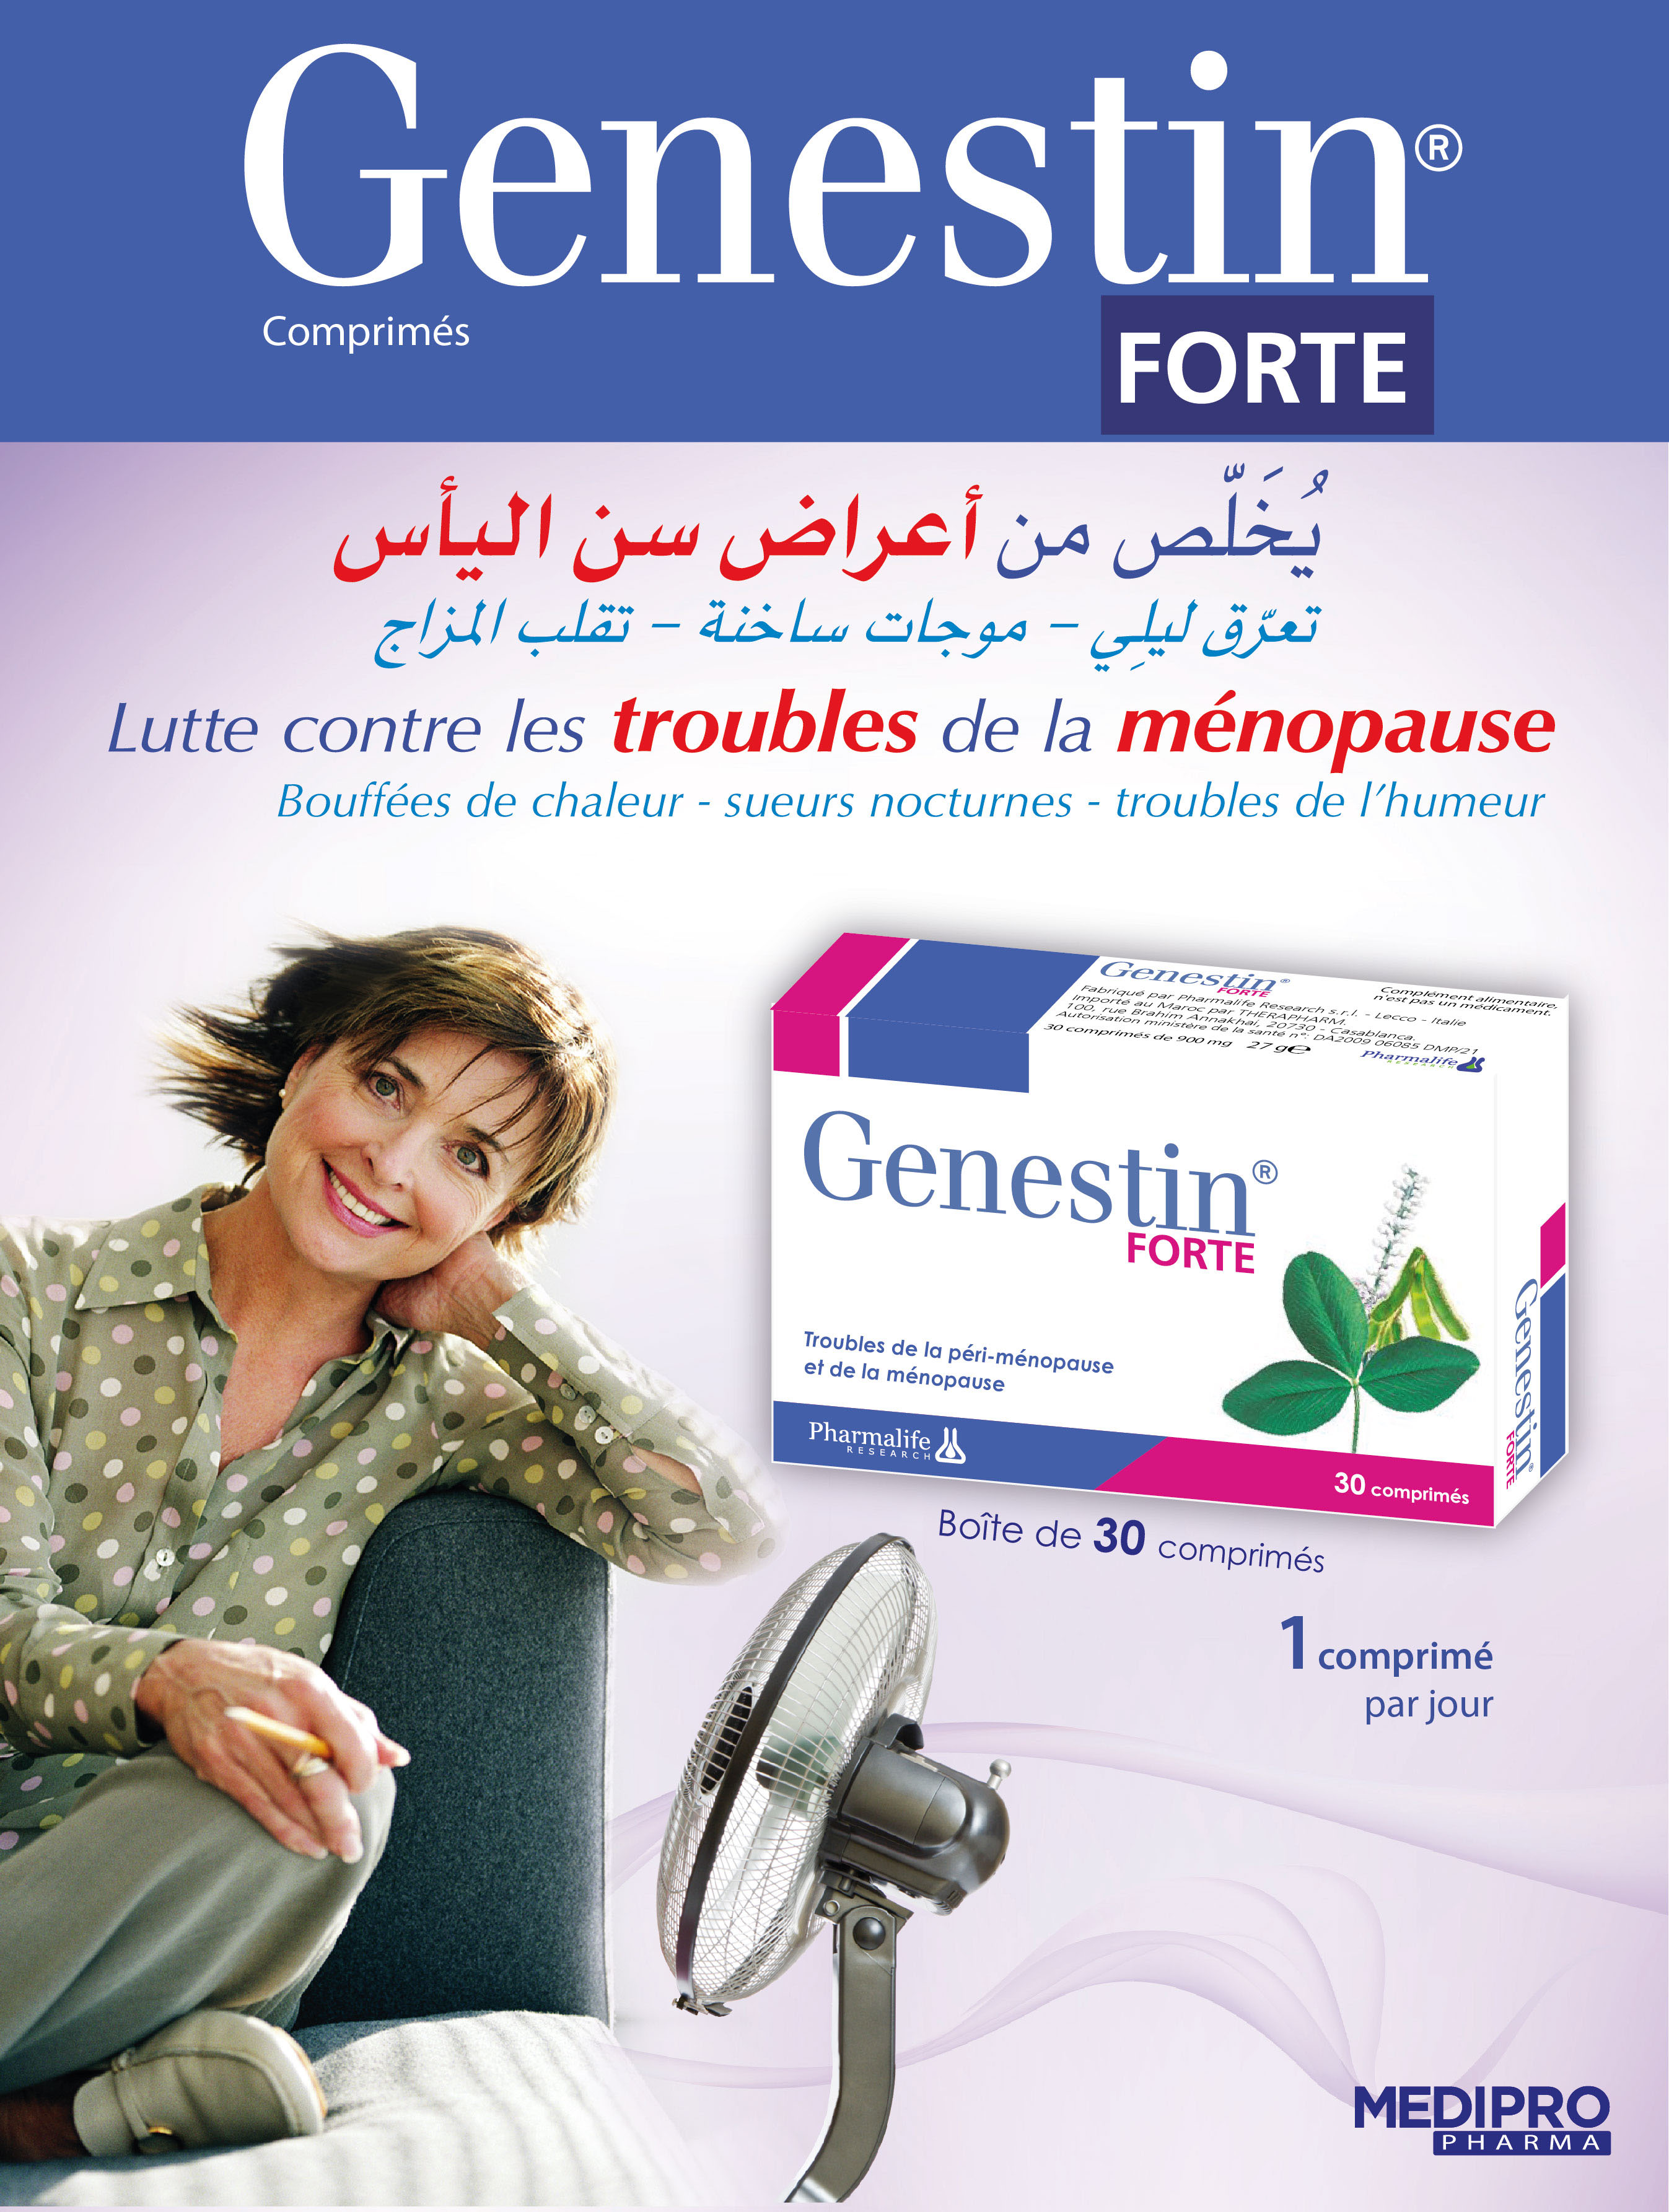 Genestin®
Comprimés
FORTE
يُخَلّص من أعراض سن اليأس
تعرّق ليلِي – موجات ساخنة – تقلب المزاج
Lutte contre les troubles de la ménopause
Bouffées de chaleur - sueurs nocturnes - troubles de l'humeur
Genestin®
FORTE
Complément alimentaire,
n'est pas un médicament.
Fabriqué par Pharmalife Research s.r.l. - Lecco - Italie
Importé au Maroc par THERAPHARM.
100, rue Brahim Annakhai, 20730 - Casablanca.
Autorisation ministère de la santé n°: DA2009 06085 DMP/21
30 comprimés de 900 mg 27 g℮
Pharmalife
RESEARCH
Genestin®
FORTE
Troubles de la péri-ménopause
et de la ménopause
Pharmalife
RESEARCH
30 comprimés
Genestin®
FORTE
Boîte de 30 comprimés
1 comprimé
par jour
MEDIPRO
PHARMA